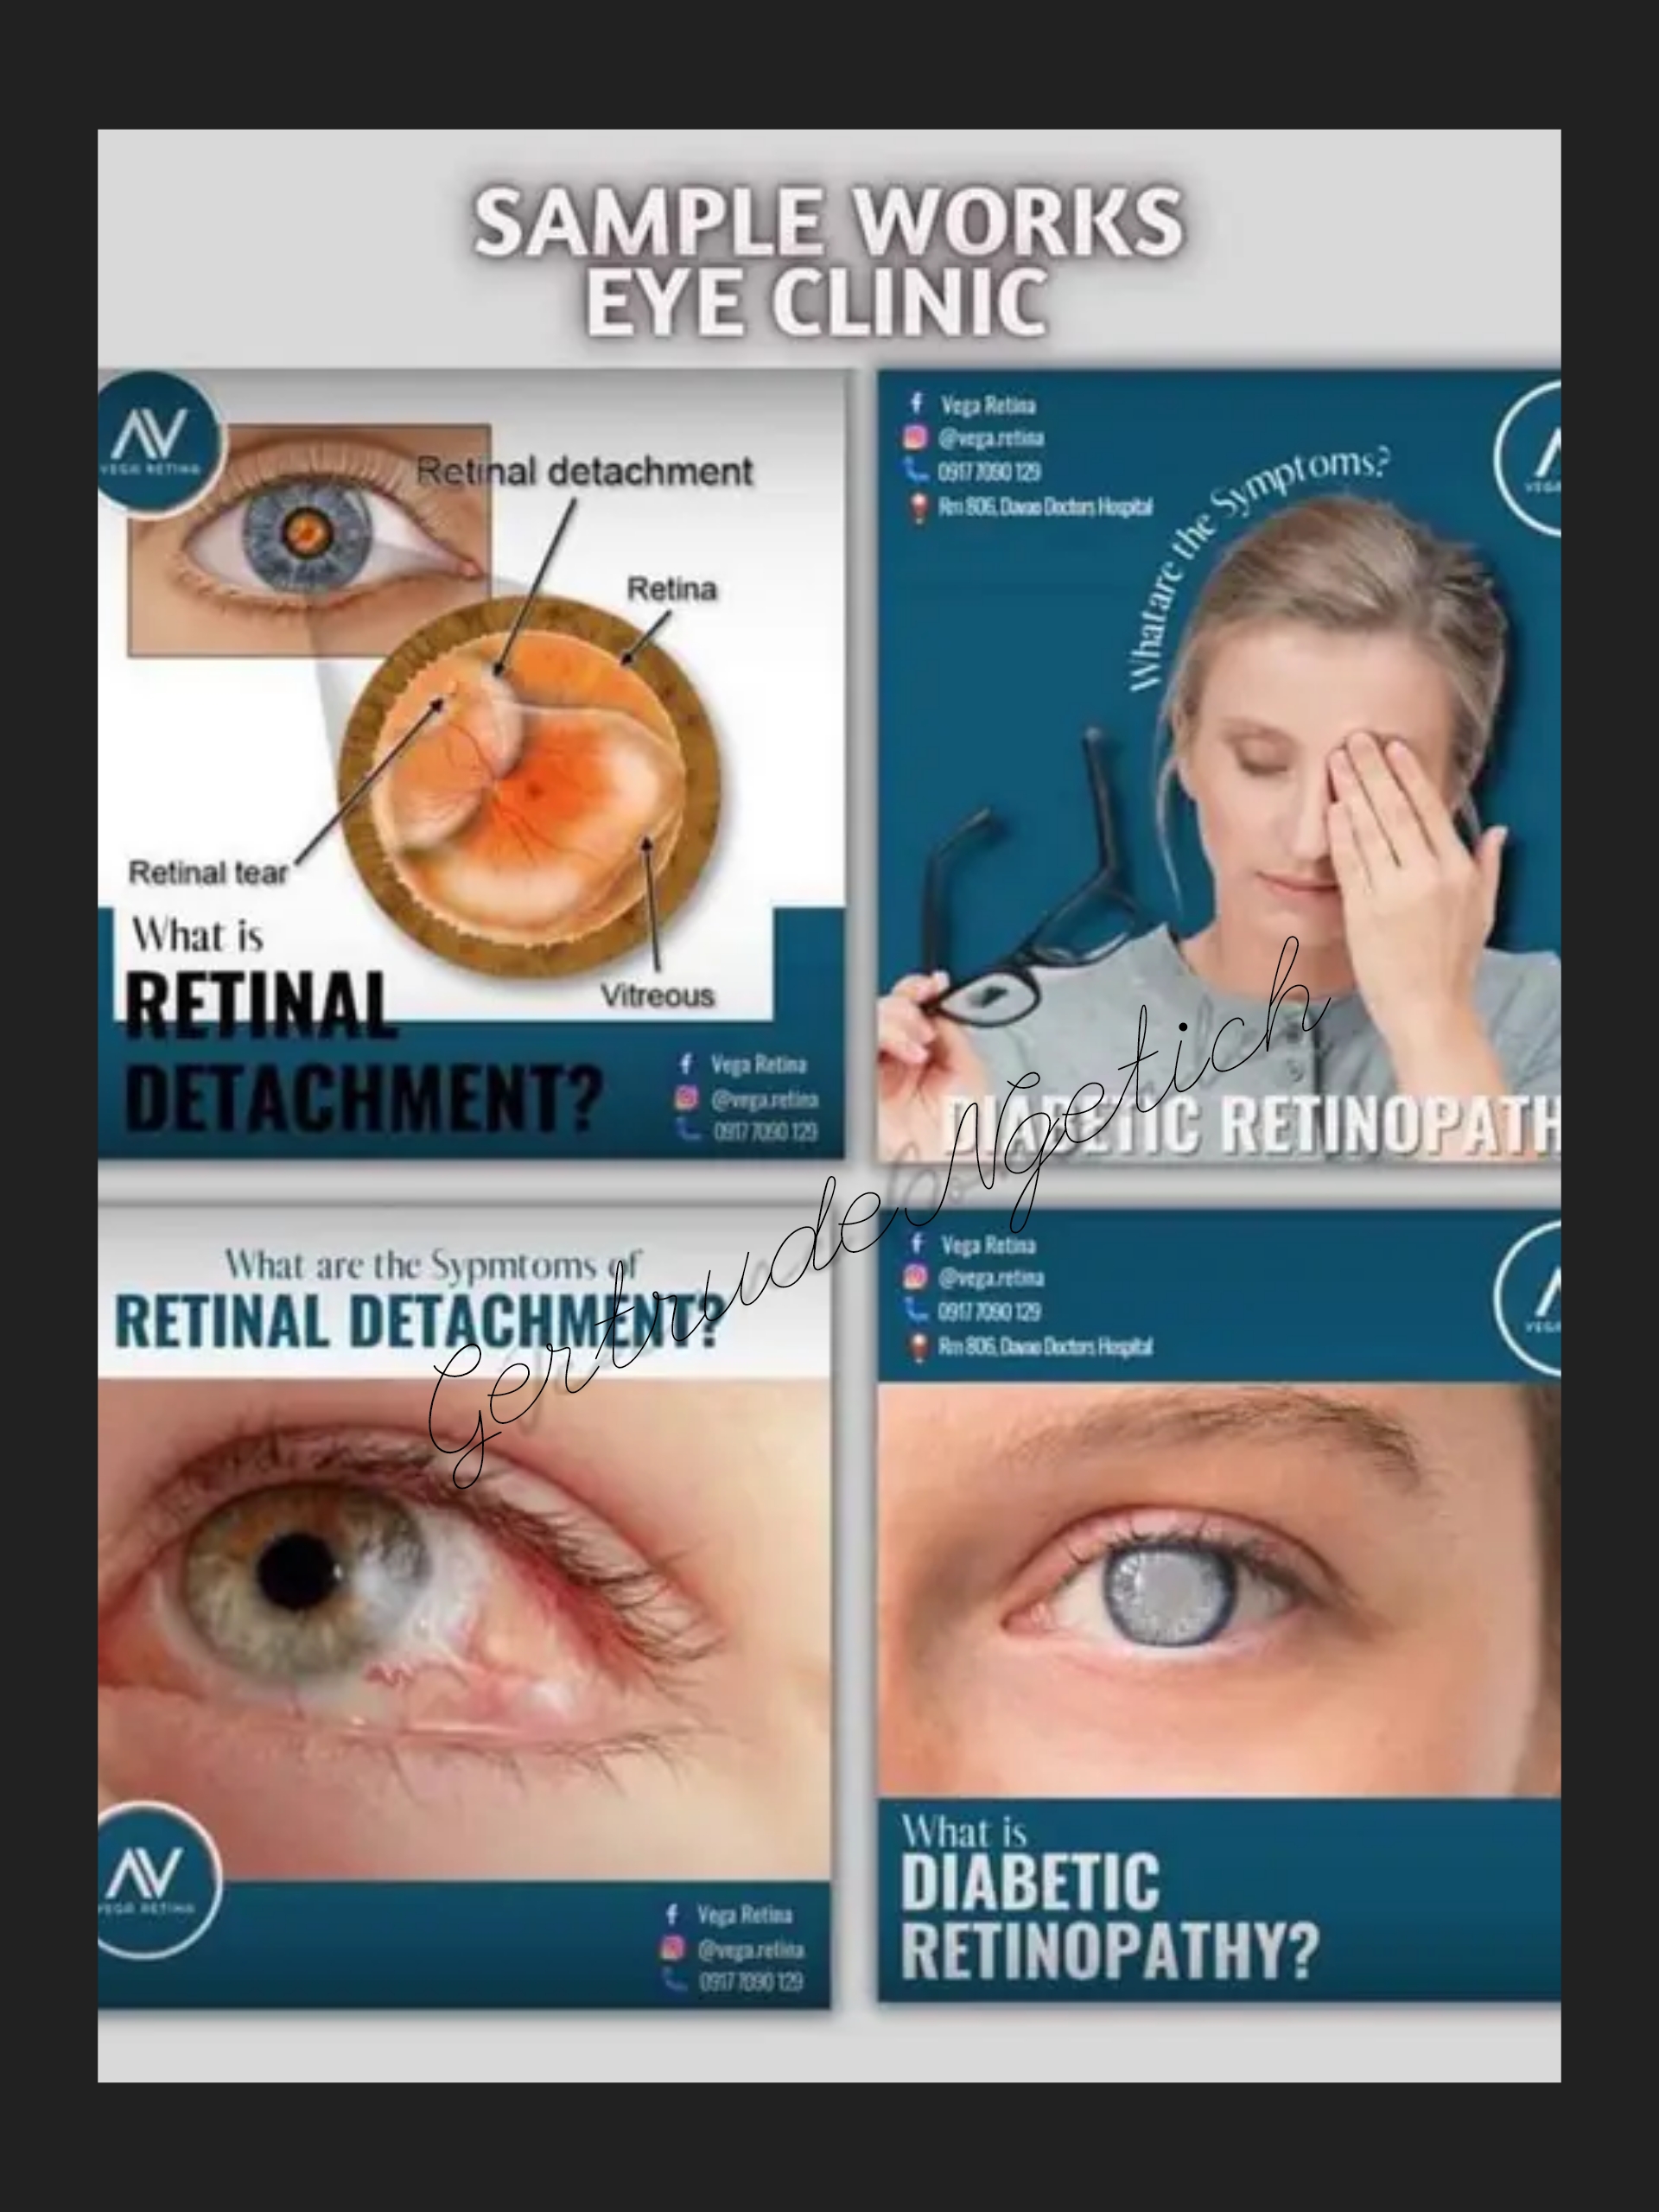 SAMPLE WORKS
EYE CLINIC
AV
VEGA RETINA
Retinal detachment
Retina
Retinal tear
Vitreous
What is
RETINAL
DETACHMENT?
Vega Retina
@vega.retina
0917 7090 129
Vega Retina
@vega.retina
0917 7090 129
Rm 806, Davao Doctors Hospital
VEGA
What are the Symptoms?
DIABETIC RETINOPATH
Gertrude Ngetich
What are the Sypmtoms of
RETINAL DETACHMENT?
AV
VEGA RETINA
Vega Retina
@vega.retina
0917 7090 129
Vega Retina
@vega.retina
0917 7090 129
Rm 806, Davao Doctors Hospital
VEGA
What is
DIABETIC
RETINOPATHY?